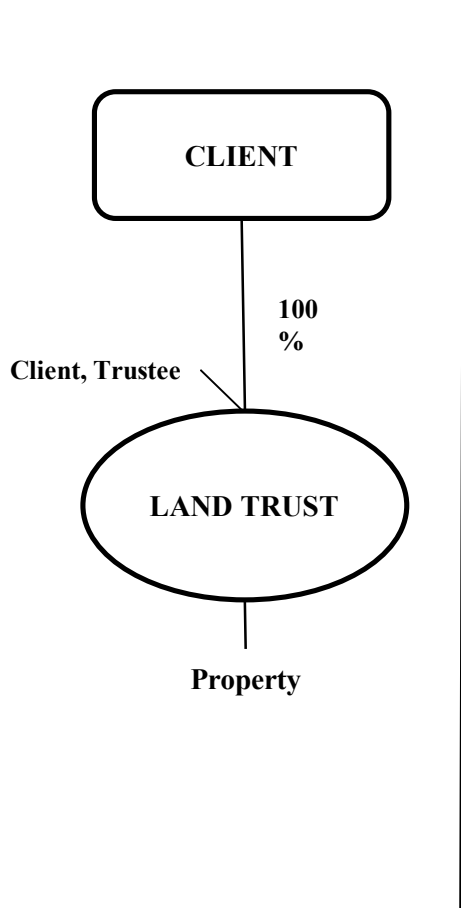 CLIENT
100
%
Client, Trustee
LAND TRUST
Property